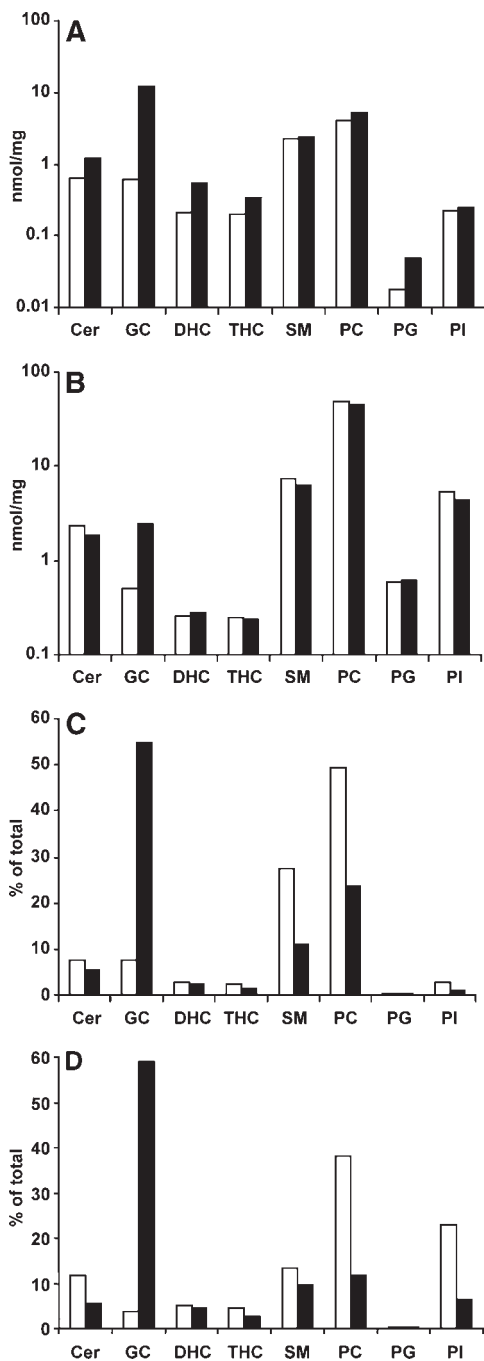 A
100
10
1
0.1
0.01
nmol/mg
Cer GC DHC THC SM PC PG PI
B
100
10
1
0.1
nmol/mg
Cer GC DHC THC SM PC PG PI
C
60
50
40
30
20
10
0
% of total
Cer GC DHC THC SM PC PG PI
D
60
50
40
30
20
10
0
% of total
Cer GC DHC THC SM PC PG PI